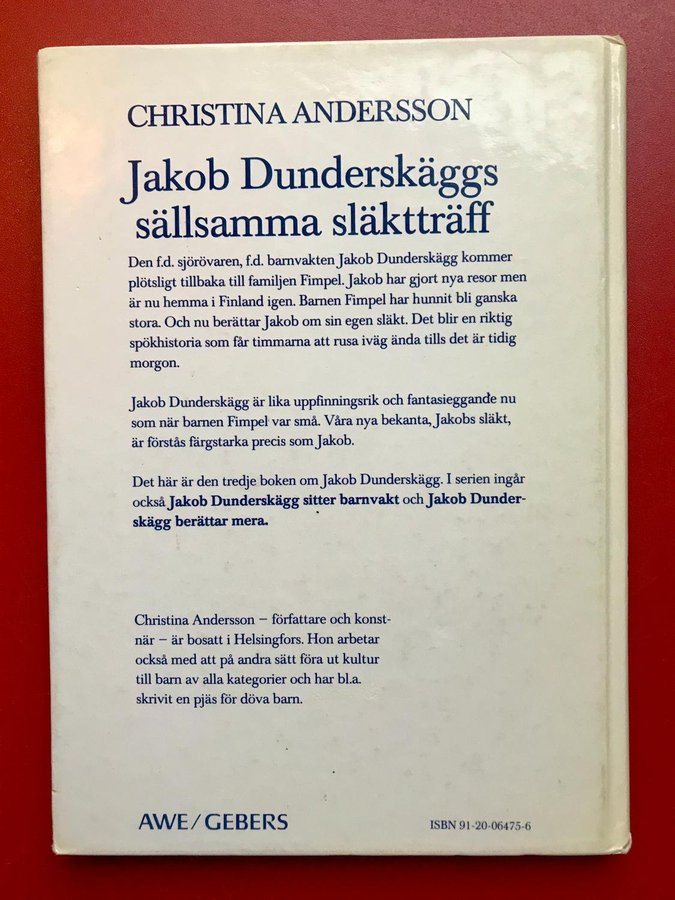 CHRISTINA ANDERSSON
Jakob Dunderskäggs
sällsamma släktträff
Den f.d. sjörövaren, f.d. barnvakten Jakob Dunderskägg kommer
plötsligt tillbaka till familjen Fimpel. Jakob har gjort nya resor men
är nu hemma i Finland igen. Barnen Fimpel har hunnit bli ganska
stora. Och nu berättar Jakob om sin egen släkt. Det blir en riktig
spökhistoria som får timmarna att rusa iväg ända tills det är tidig
morgon.
Jakob Dunderskägg är lika uppfinningsrik och fantasieggande nu
som när barnen Fimpel var små. Våra nya bekanta, Jakobs släkt,
är förstås färgstarka precis som Jakob.
Det här är den tredje boken om Jakob Dunderskägg. I serien ingår
också Jakob Dunderskägg sitter barnvakt och Jakob Dunder-
skägg berättar mera.
Christina Andersson – författare och konst-
när – är bosatt i Helsingfors. Hon arbetar
också med att på andra sätt föra ut kultur
till barn av alla kategorier och har bl.a.
skrivit en pjäs för döva barn.
AWE/GEBERS
ISBN 91-20-06475-6